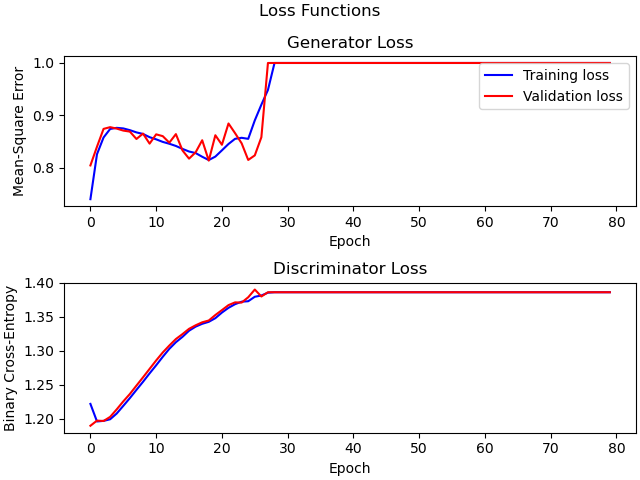 Loss Functions
Generator Loss
Mean-Square Error
1.0
0.9
0.8
Training loss
Validation loss
0 10 20 30 40 50 60 70 80
Epoch
Discriminator Loss
Binary Cross-Entropy
1.40
1.35
1.30
1.25
1.20
0 10 20 30 40 50 60 70 80
Epoch